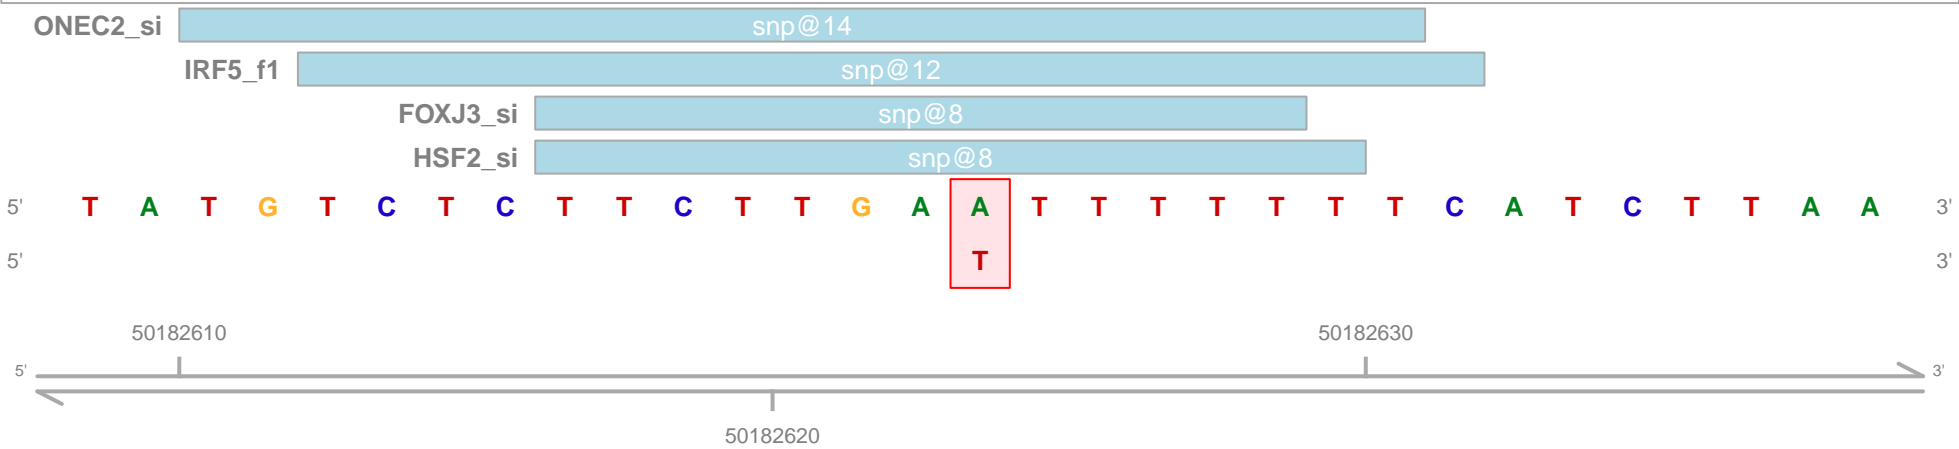 ONEC2_si snp@14
IRF5_f1 snp@12
FOXJ3_si snp@8
HSF2_si snp@8
5' T A T G T C T C T T C T T G A A T T T T T T T C A T C T T A A 3'
5' T 3'
50182610 50182630
5' 3'
50182620